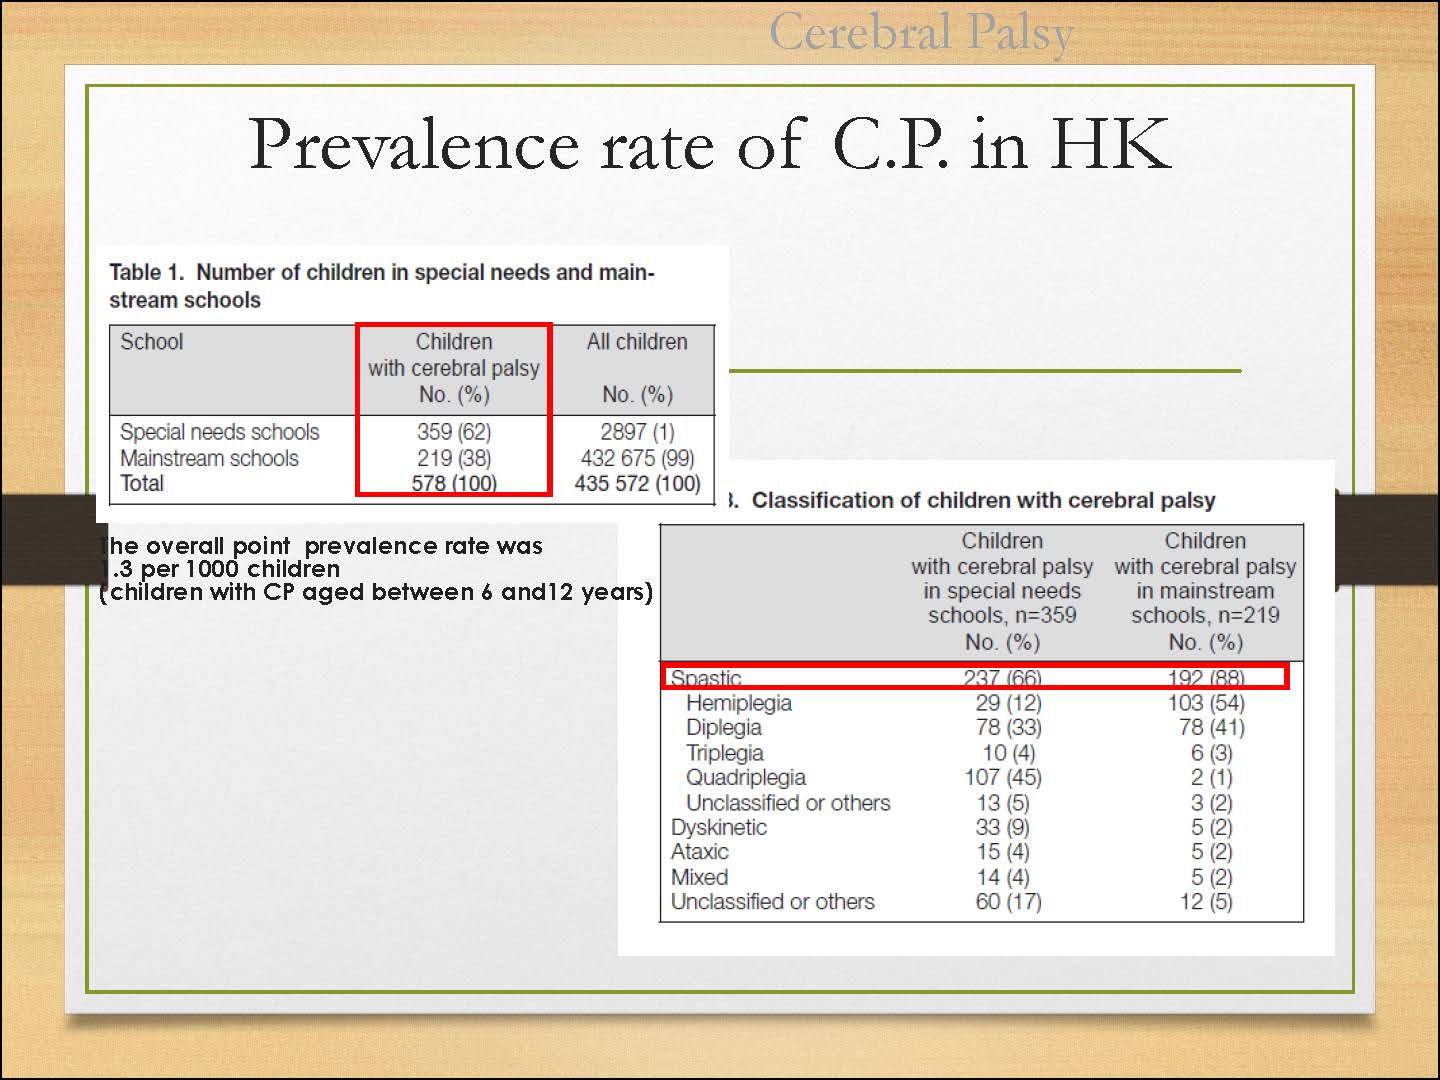 Cerebral Palsy
Prevalence rate of C.P. in HK
Table 1. Number of children in special needs and main-
stream schools
School Children All children
with cerebral palsy
No. (%) No. (%)
Special needs schools 359 (62) 2897 (1)
Mainstream schools 219 (38) 432 675 (99)
Total 578 (100) 435 572 (100)
The overall point prevalence rate was
1.3 per 1000 children
(children with CP aged between 6 and12 years)
3. Classification of children with cerebral palsy
Children Children
with cerebral palsy with cerebral palsy
in special needs in mainstream
schools, n=359 schools, n=219
No. (%) No. (%)
Spastic 237 (66) 192 (88)
Hemiplegia 29 (12) 103 (54)
Diplegia 78 (33) 78 (41)
Triplegia 10 (4) 6 (3)
Quadriplegia 107 (45) 2 (1)
Unclassified or others 13 (5) 3 (2)
Dyskinetic 33 (9) 5 (2)
Ataxic 15 (4) 5 (2)
Mixed 14 (4) 5 (2)
Unclassified or others 60 (17) 12 (5)